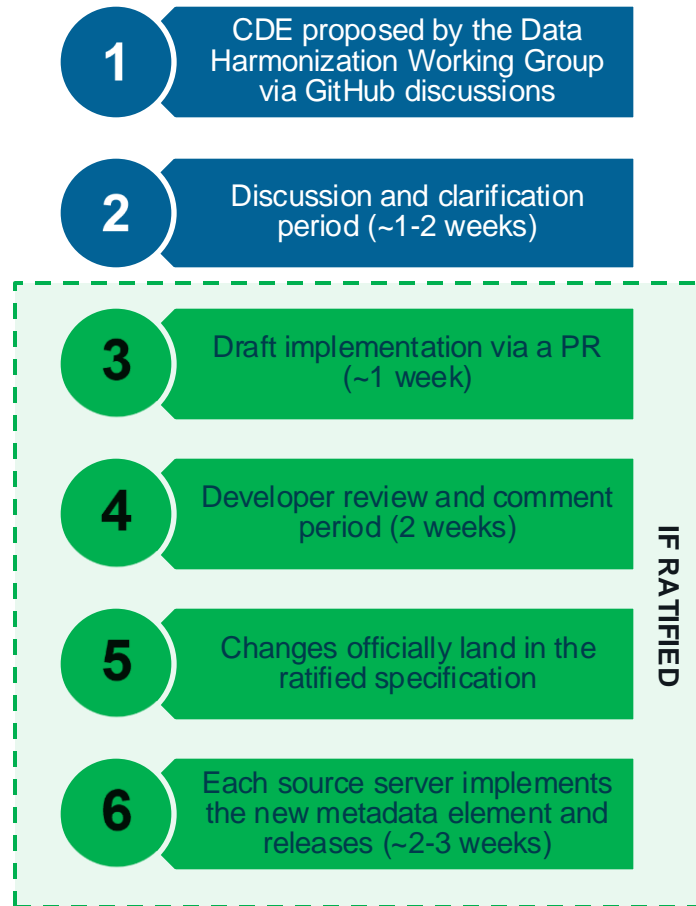 1
CDE proposed by the Data
Harmonization Working Group
via GitHub discussions
2
Discussion and clarification
period (~1-2 weeks)
3
Draft implementation via a PR
(~1 week)
4
Developer review and comment
period (2 weeks)
5
Changes officially land in the
ratified specification
6
Each source server implements
the new metadata element and
releases (~2-3 weeks)
IF RATIFIED